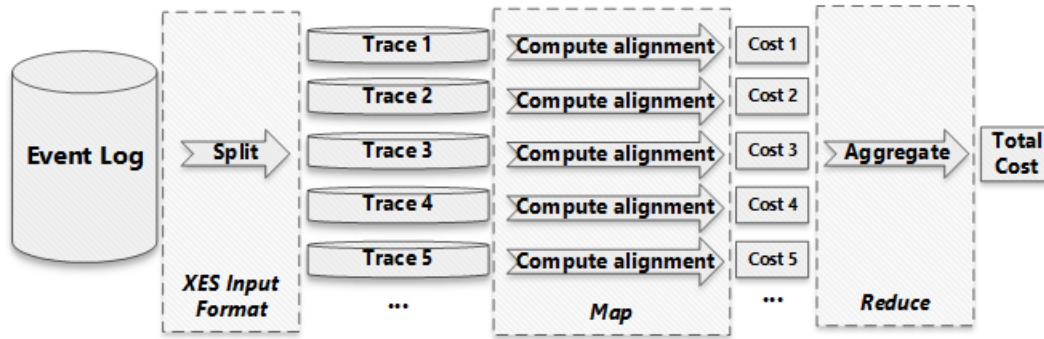 Event Log
Split
XES Input
Format
Trace 1
Trace 2
Trace 3
Trace 4
Trace 5
...
Compute alignment
Compute alignment
Compute alignment
Compute alignment
Compute alignment
Map
Cost 1
Cost 2
Cost 3
Cost 4
Cost 5
...
Aggregate
Reduce
Total
Cost